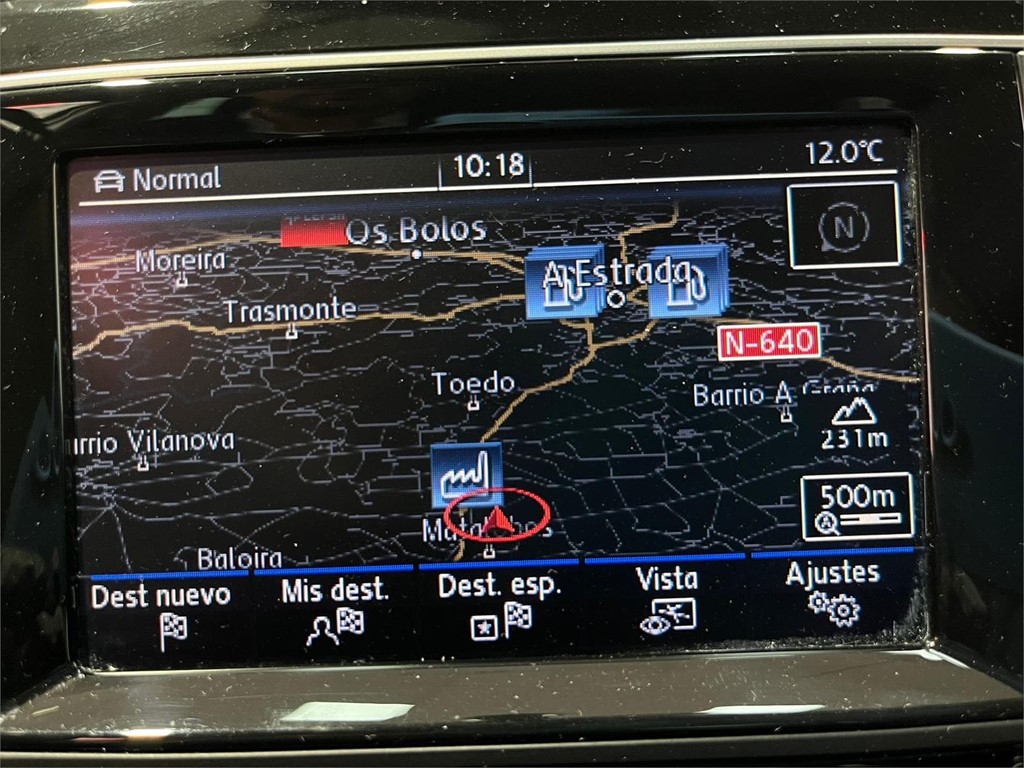 Normal
10:18
12.0°C
N
Os Bolos
Moreira
A Estrada
Trasmonte
N-640
Toedo
Barrio A
231m
Vilanova
500m
Baloira
Dest nuevo
Mis dest.
Dest. esp.
Vista
Ajustes